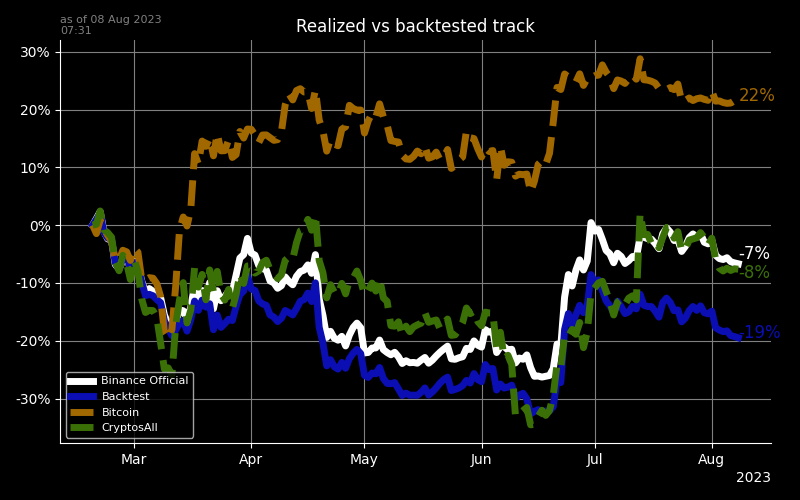 as of 08 Aug 2023
07:31
Realized vs backtested track
30%
20%
10%
0%
-10%
-20%
-30%
22%
-7%
-8%
-19%
Binance Official
Backtest
Bitcoin
CryptosAll
Mar Apr May Jun Jul Aug
2023